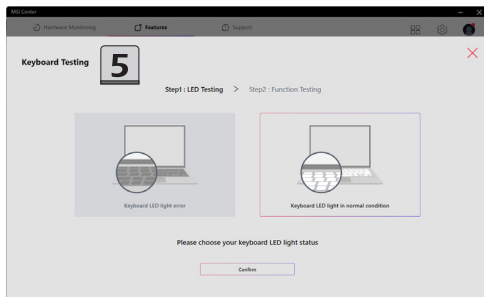 MSI Center
Hardware Monitoring
Features
Support
Keyboard Testing
5
Step1 : LED Testing > Step2 : Function Testing
Keyboard LED light error
Keyboard LED light in normal condition
Please choose your keyboard LED light status
Confirm